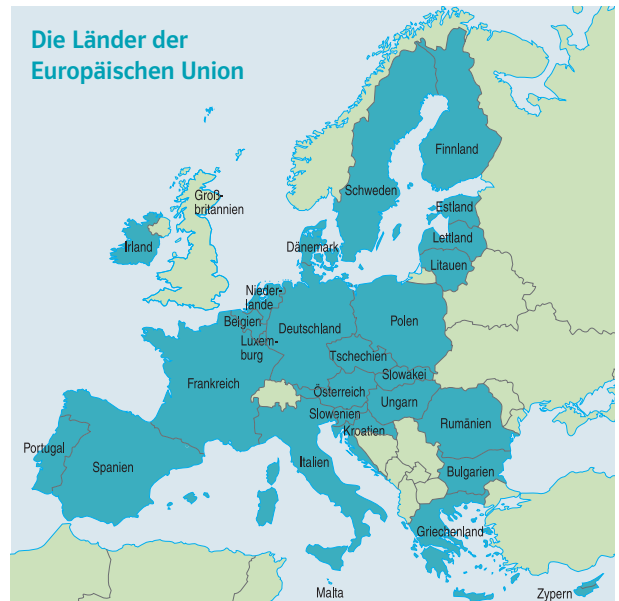 Die Länder der
Europäischen Union
Finnland
Schweden
Groß-
britannien
Estland
Irland
Lettland
Dänemark
Litauen
Nieder-
lande
Belgien
Deutschland
Polen
Luxem-
burg
Tschechien
Slowakei
Frankreich
Österreich
Ungarn
Slowenien
Rumänien
Kroatien
Portugal
Spanien
Italien
Bulgarien
Griechenland
Malta
Zypern